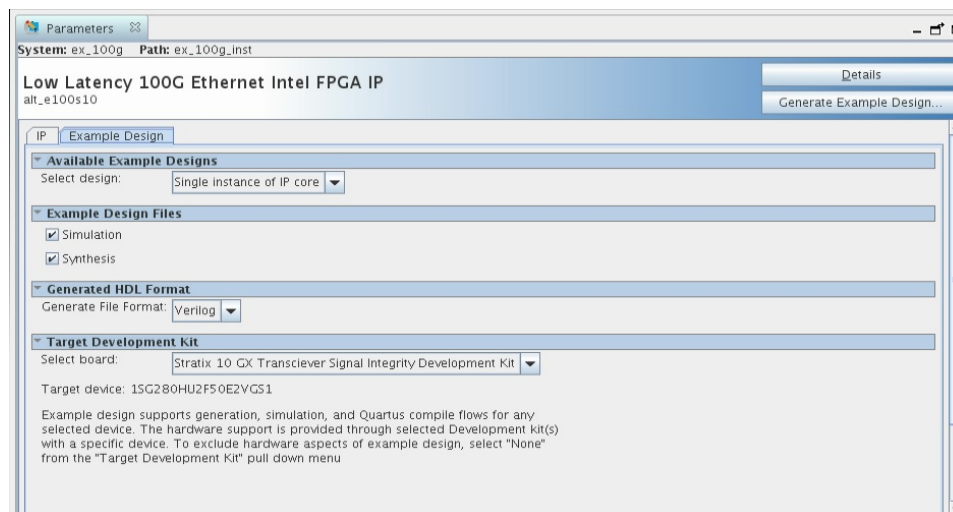 Parameters
System: ex_100g Path: ex_100g_inst
Low Latency 100G Ethernet Intel FPGA IP
alt_e100s10
Details
Generate Example Design...
IP Example Design
Available Example Designs
Select design: Single instance of IP core
Example Design Files
Simulation
Synthesis
Generated HDL Format
Generate File Format: Verilog
Target Development Kit
Select board: Stratix 10 GX Transciever Signal Integrity Development Kit
Target device: 1SG280HU2F50E2VGS1
Example design supports generation, simulation, and Quartus compile flows for any
selected device. The hardware support is provided through selected Development kit(s)
with a specific device. To exclude hardware aspects of example design, select "None"
from the "Target Development Kit" pull down menu